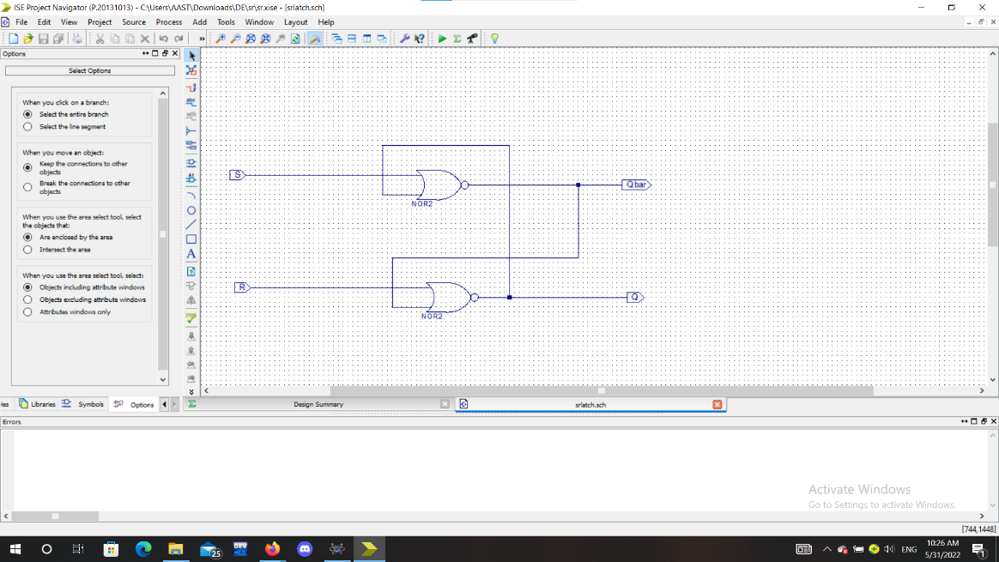 ISE Project Navigator (P.20131013) - C:\Users\AAST\Downloads\DE\sr\sr.xise - [srlatch.sch]
File Edit View Project Source Process Add Tools Window Layout Help
Options
Select Options
When you click on a branch:
Select the entire branch
Select the line segment
When you move an object:
Keep the connections to other
objects
Break the connections to other
objects
When you use the area select tool, select
the objects that:
Are enclosed by the area
Intersect the area
When you use the area select tool, select:
Objects including attribute windows
Objects excluding attribute windows
Attributes windows only
S
NOR2
Qbar
R
NOR2
Q
Libraries Symbols Options
Design Summary
srlatch.sch
Errors
Activate Windows
Go to Settings to activate Windows.
[744,1448]
25
DEV
ENG
10:26 AM
5/31/2022
1